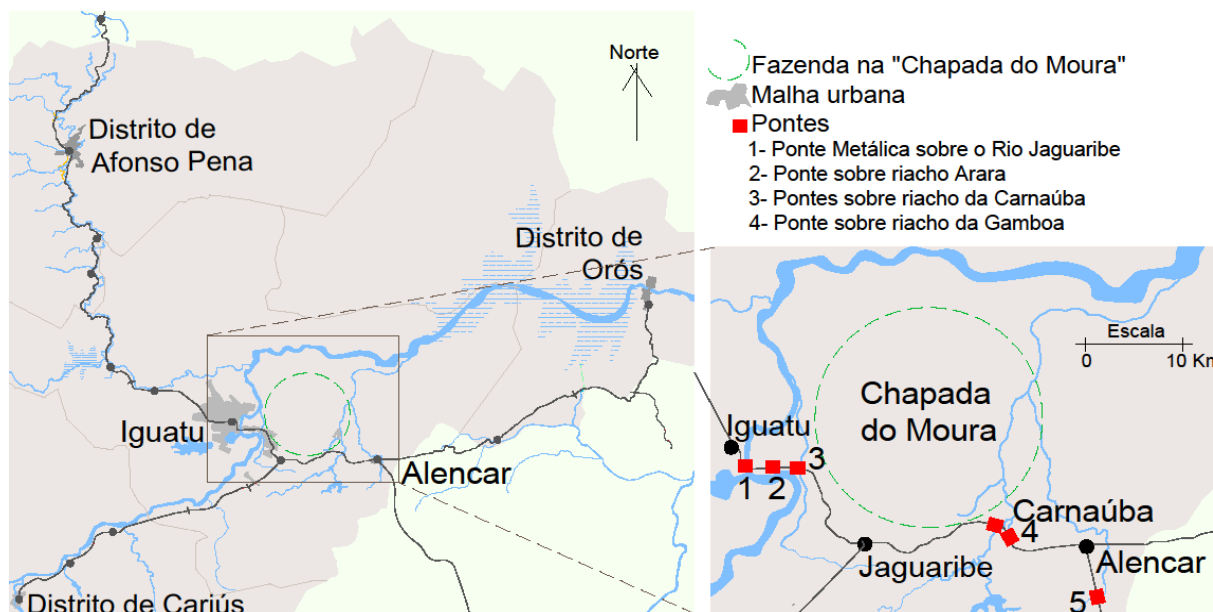 Norte
Distrito de
Afonso Pena
Distrito de
Orós
Iguatu
Alencar
Distrito de Cariús
Fazenda na "Chapada do Moura"
Malha urbana
Pontes
1- Ponte Metálica sobre o Rio Jaguaribe
2- Ponte sobre riacho Arara
3- Pontes sobre riacho da Carnaúba
4- Ponte sobre riacho da Gamboa
Escala
0 10 Km
Chapada
do Moura
Iguatu
1 2 3
Carnaúba
4
Jaguaribe
Alencar
5